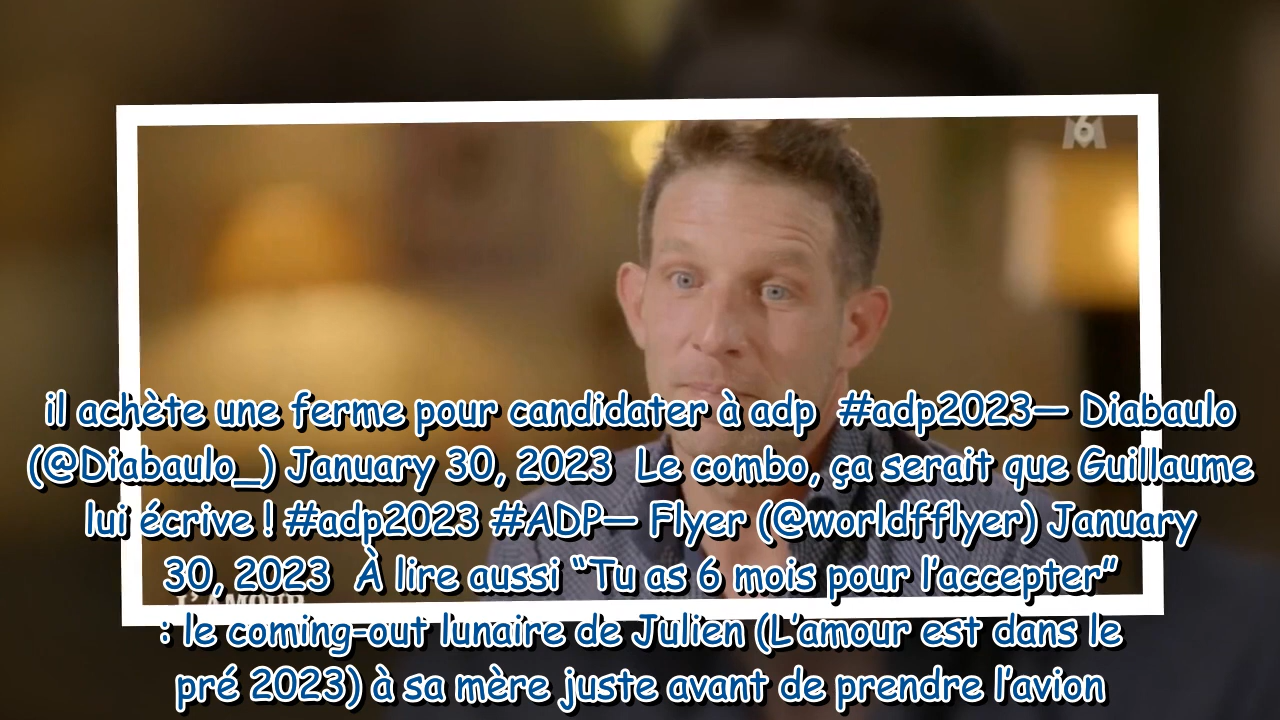 M6
il achète une ferme pour candidater à adp #adp2023— Diabaulo
(@Diabaulo_) January 30, 2023 Le combo, ça serait que Guillaume
lui écrive ! #adp2023 #ADP— Flyer (@worldfflyer) January
30, 2023 À lire aussi “Tu as 6 mois pour l’accepter”
L'AMOUR
: le coming-out lunaire de Julien (L’amour est dans le
pré 2023) à sa mère juste avant de prendre l’avion